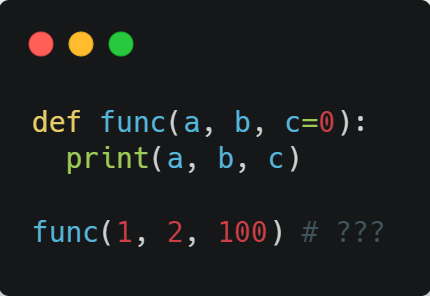 def func(a, b, c=0):
  print(a, b, c)
func(1, 2, 100) # ???